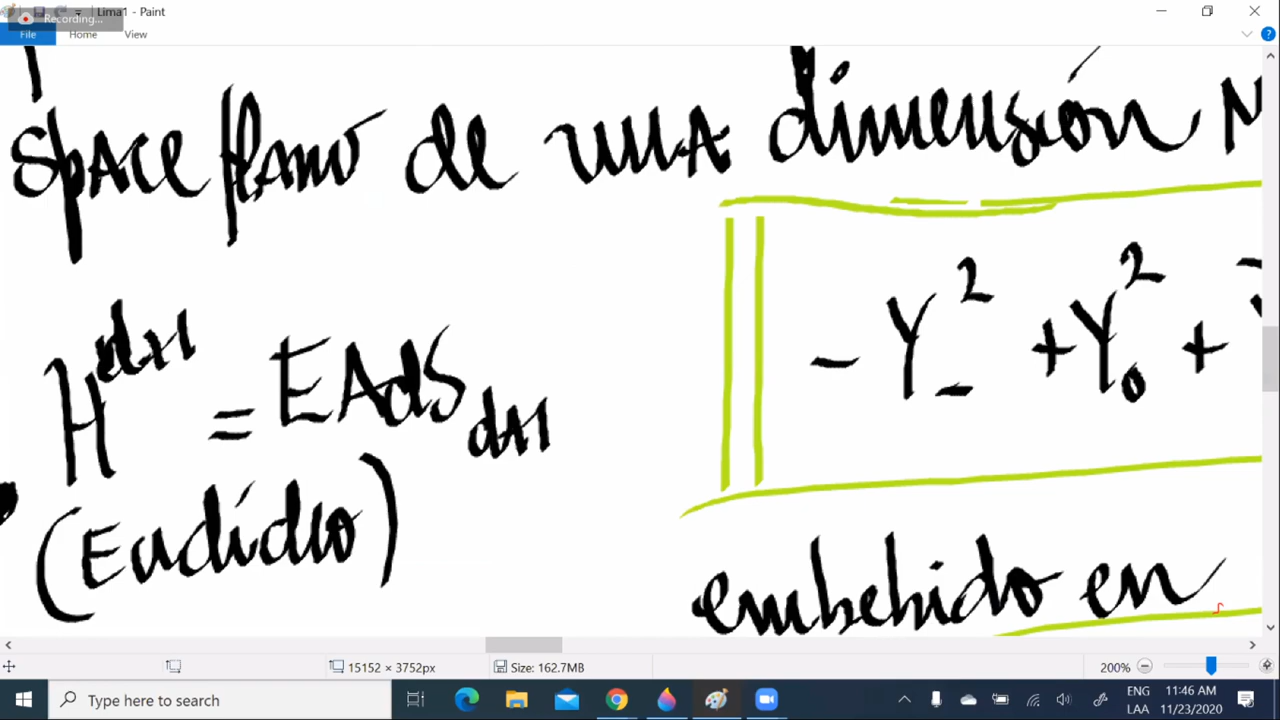 Recording...
Lima1 - Paint
File Home View
space plano de una dimensión M
H^{d+1} = EAdS_{d+1}
(Euclídeo)
- Y_-^2 + Y_0^2 +
embebido en
15152 × 3752px Size: 162.7MB 200%
Type here to search
ENG 11:46 AM
LAA 11/23/2020